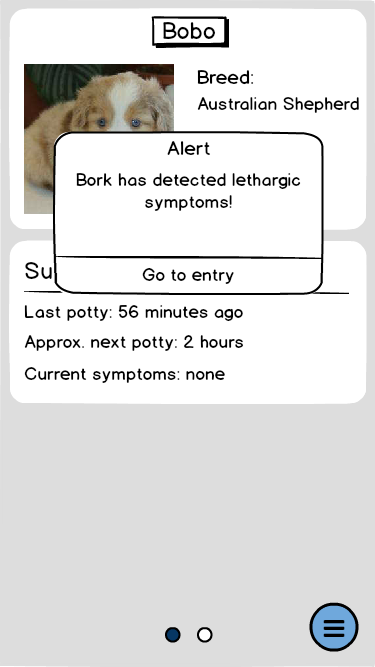 Bobo
Breed:
Australian Shepherd
Alert
Bork has detected lethargic
symptoms!
Go to entry
Su
Last potty: 56 minutes ago
Approx. next potty: 2 hours
Current symptoms: none